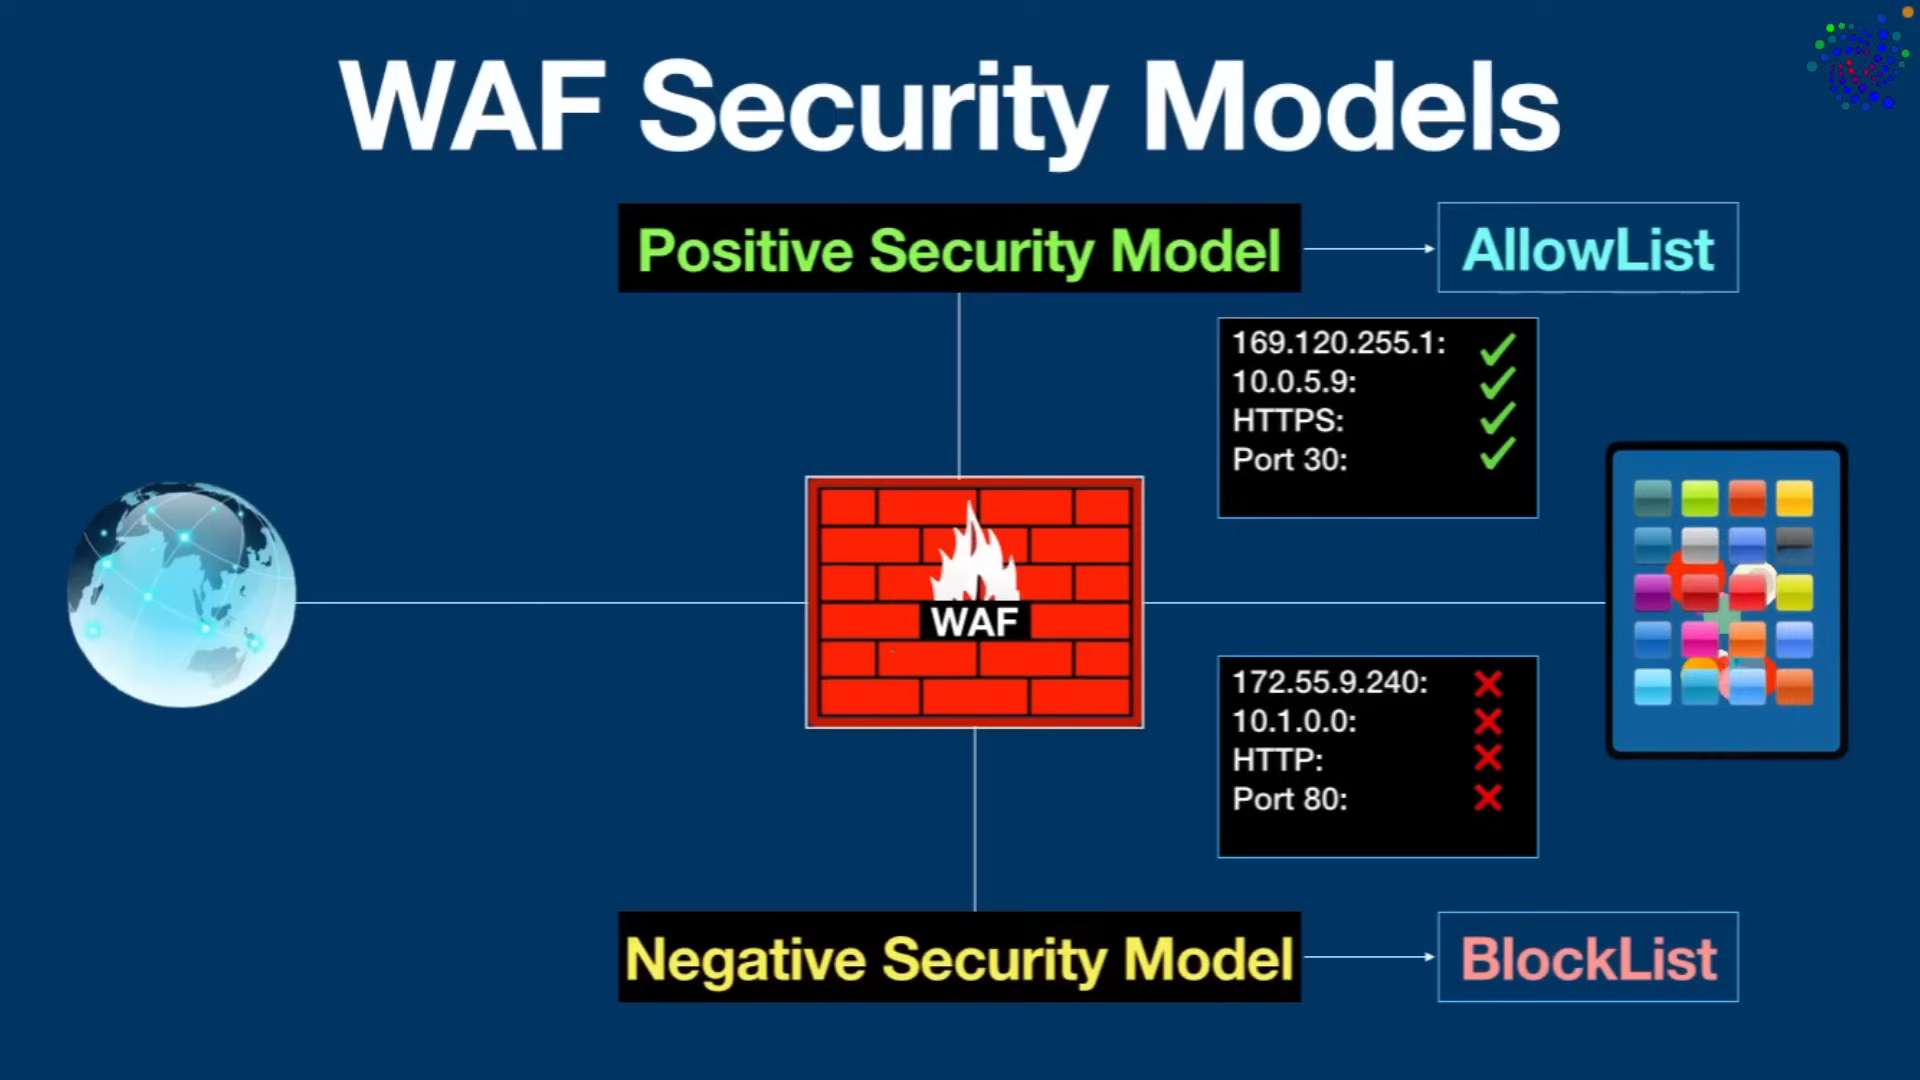 WAF Security Models
Positive Security Model
AllowList
169.120.255.1:
10.0.5.9:
HTTPS:
Port 30:
WAF
172.55.9.240:
10.1.0.0:
HTTP:
Port 80:
Negative Security Model
BlockList